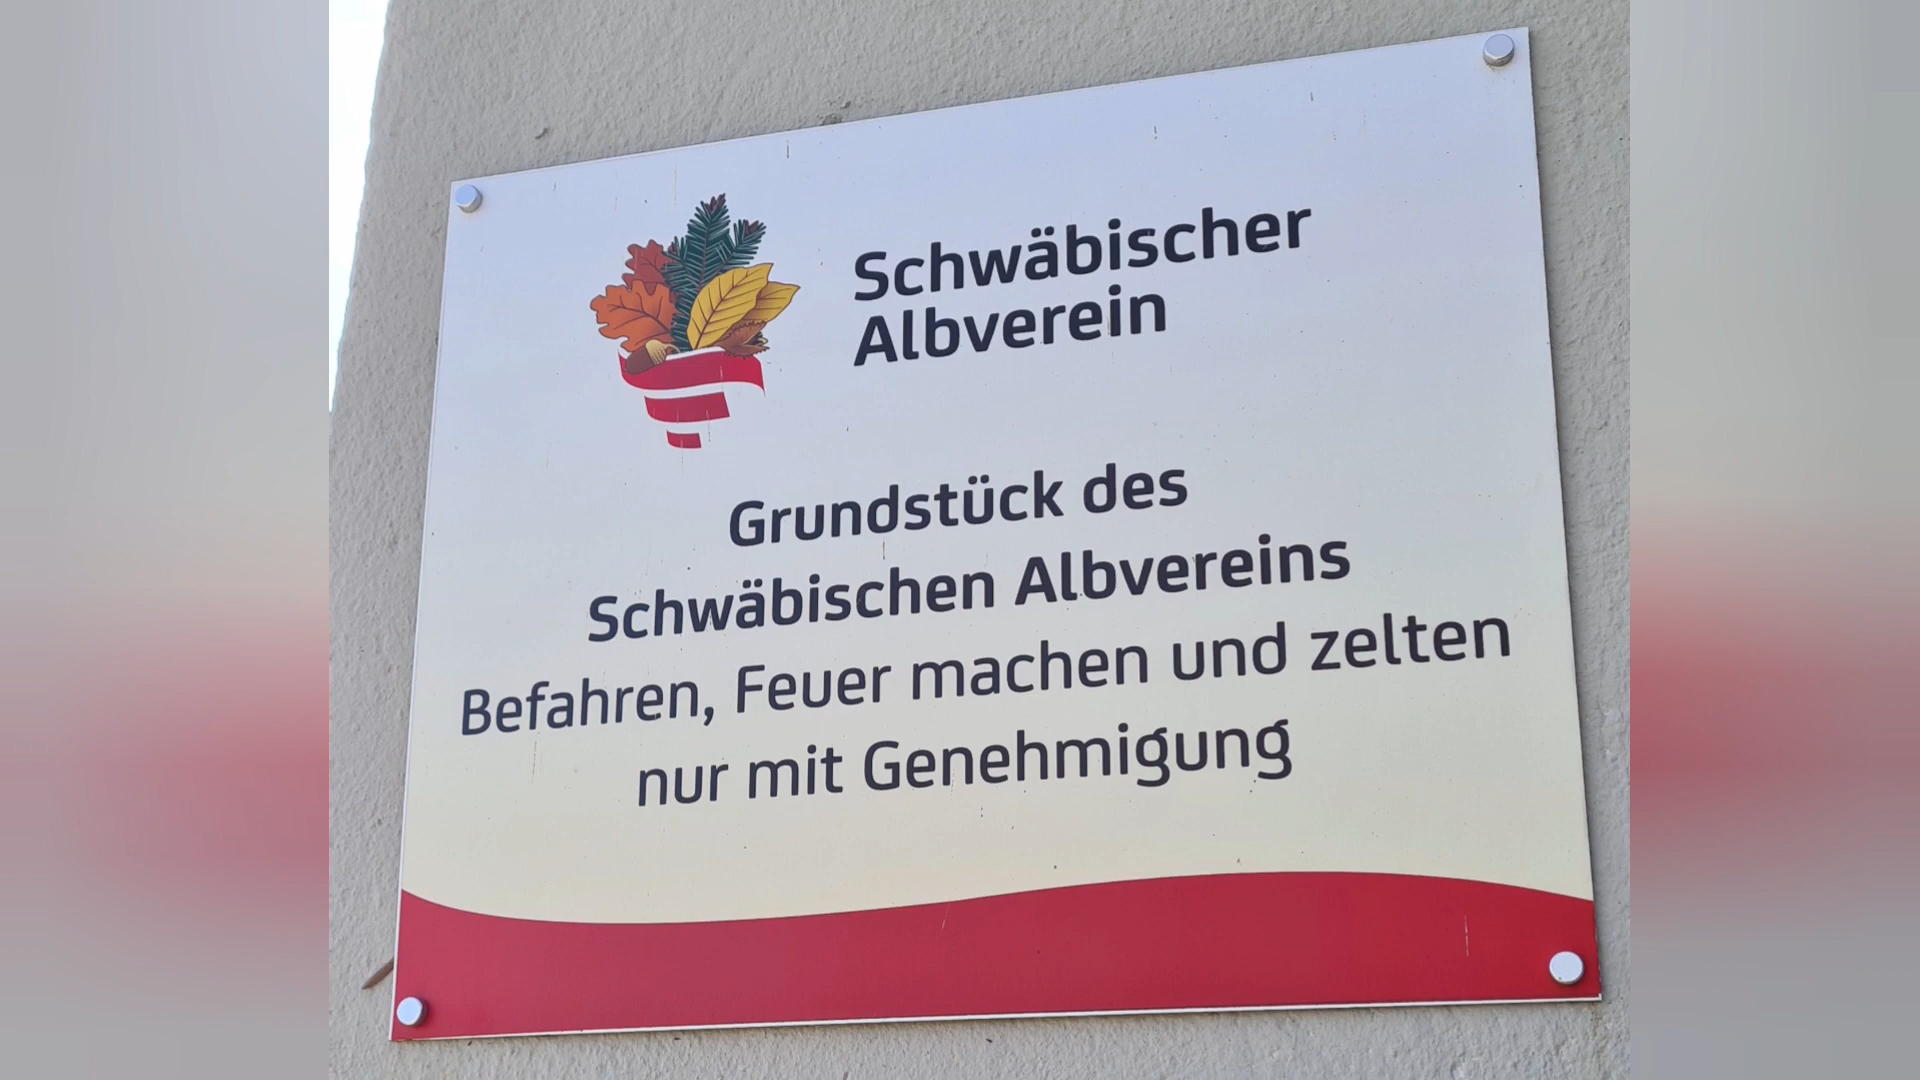 Schwäbischer
Albverein
Grundstück des
Schwäbischen Albvereins
Befahren, Feuer machen und zelten
nur mit Genehmigung